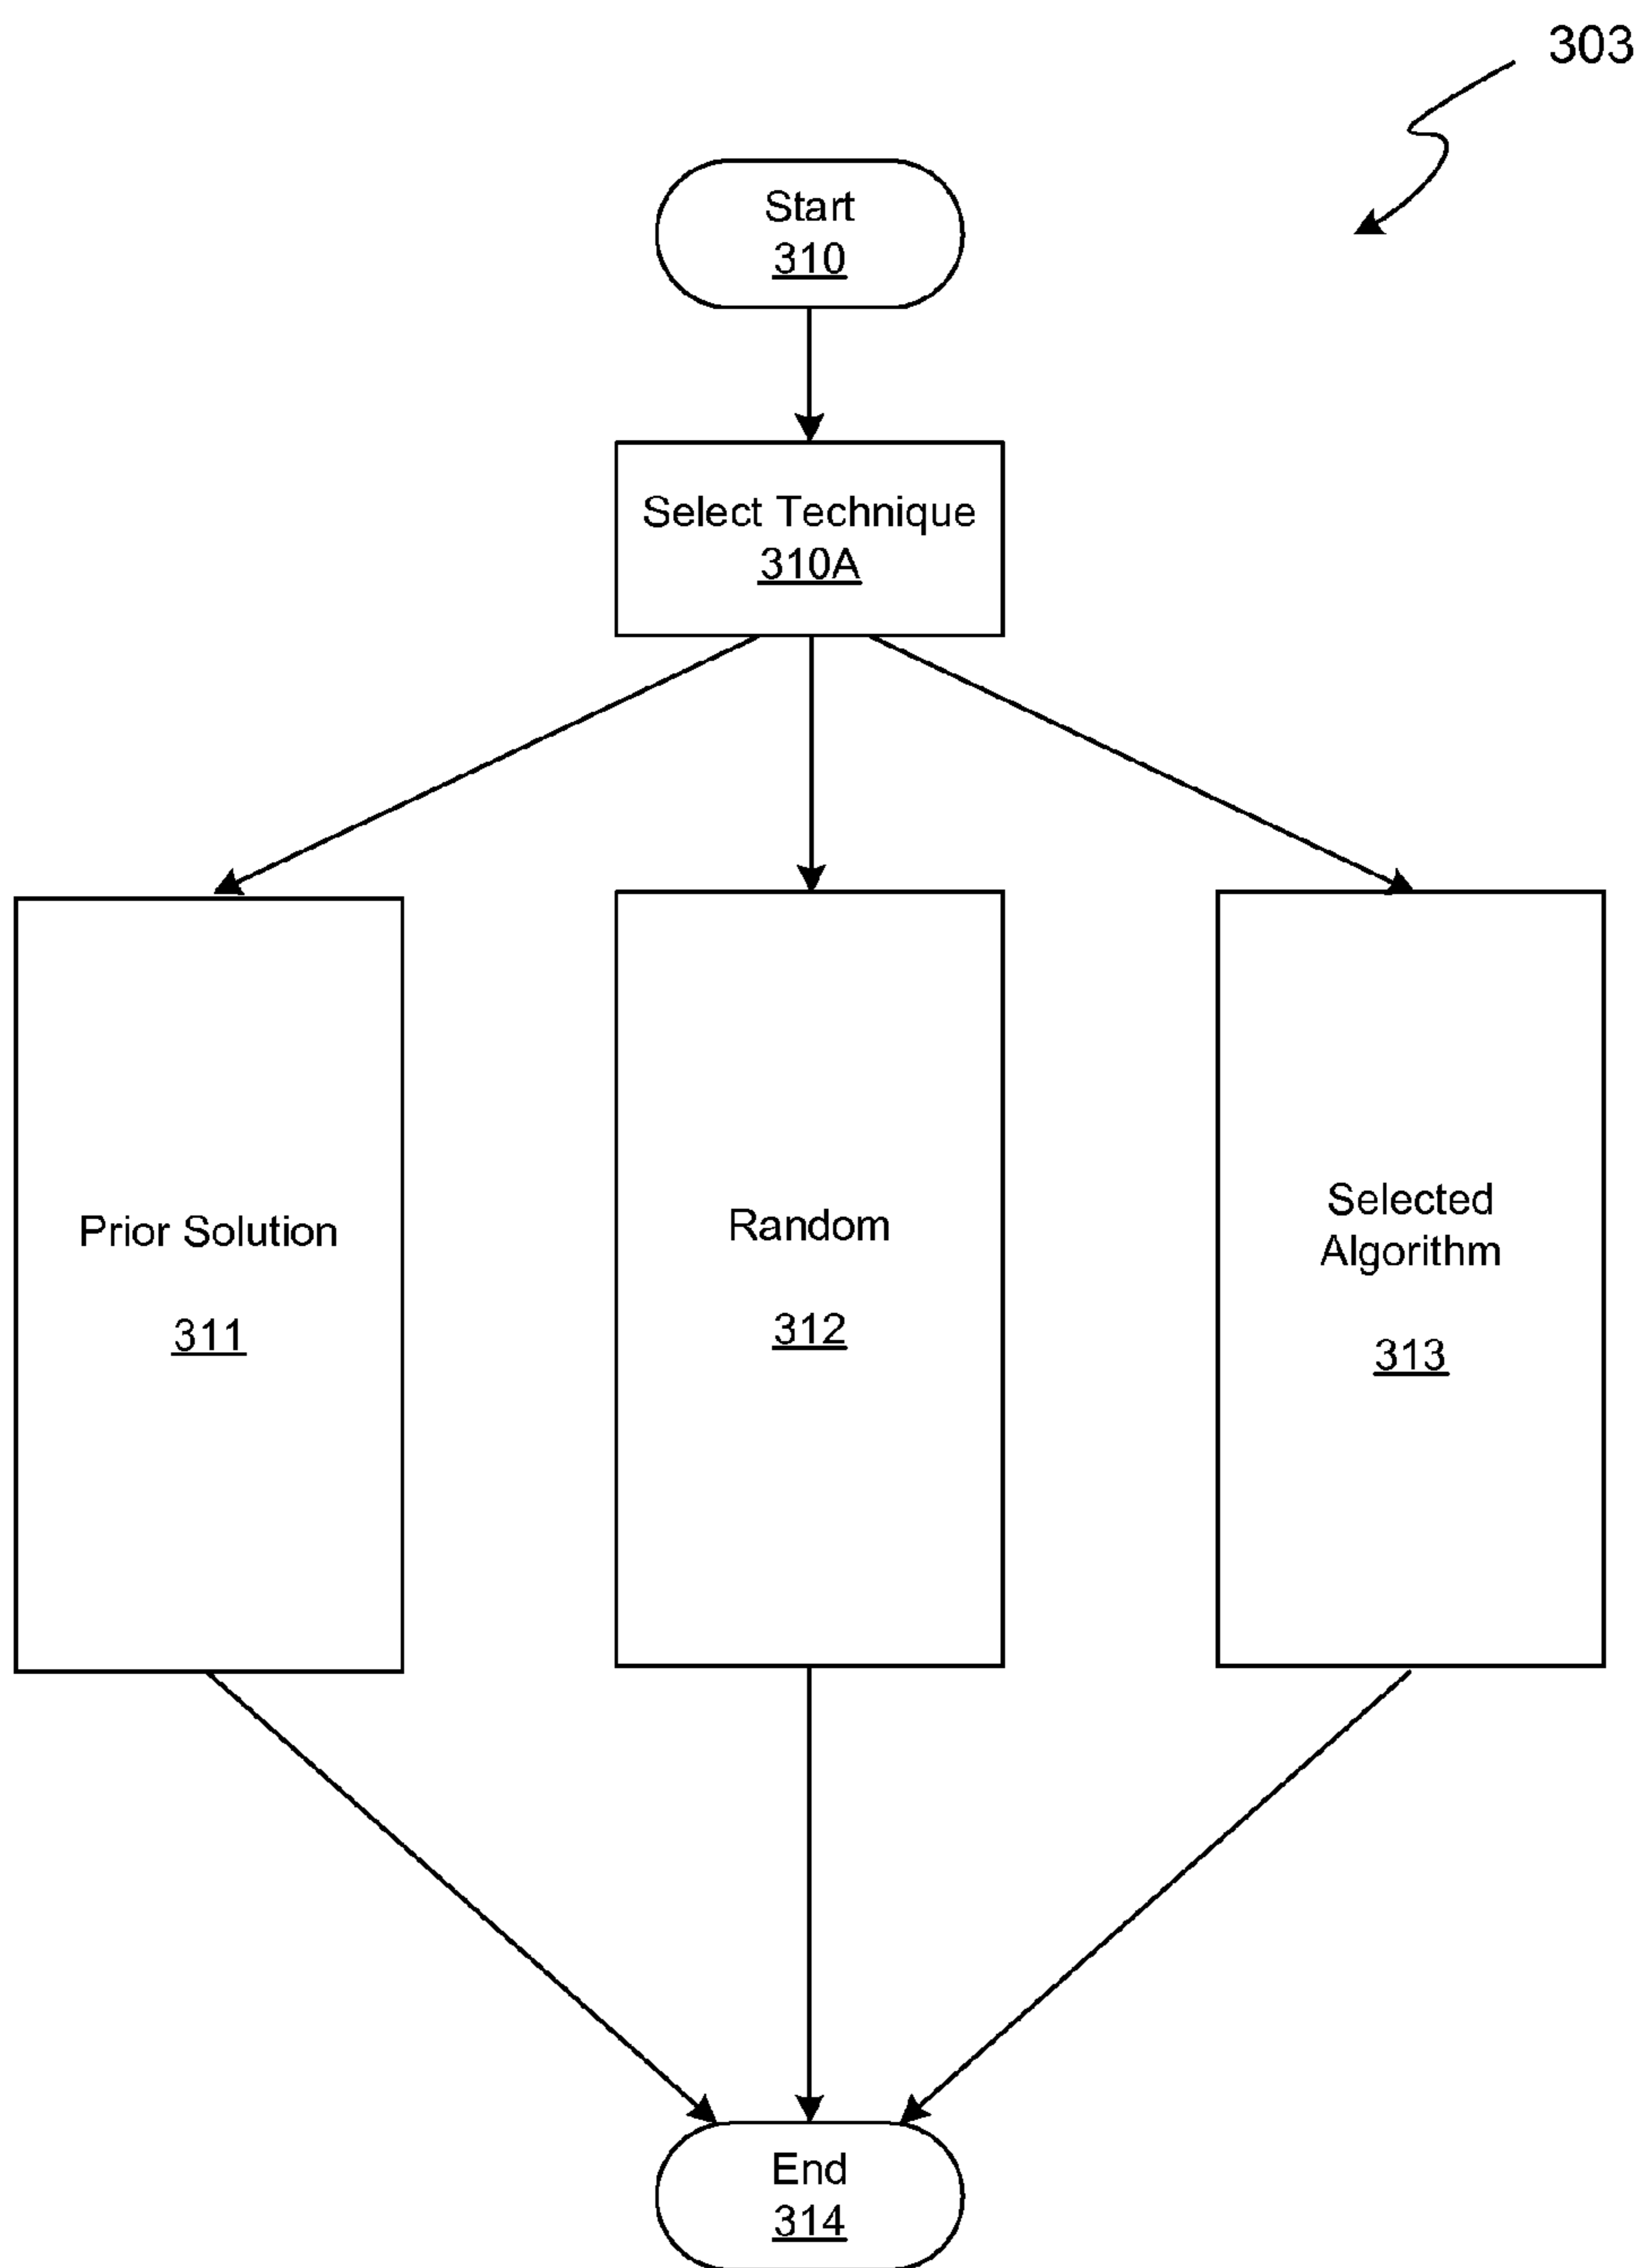 303
Start
310
Select Technique
310A
Prior Solution
311
Random
312
Selected
Algorithm
313
End
314